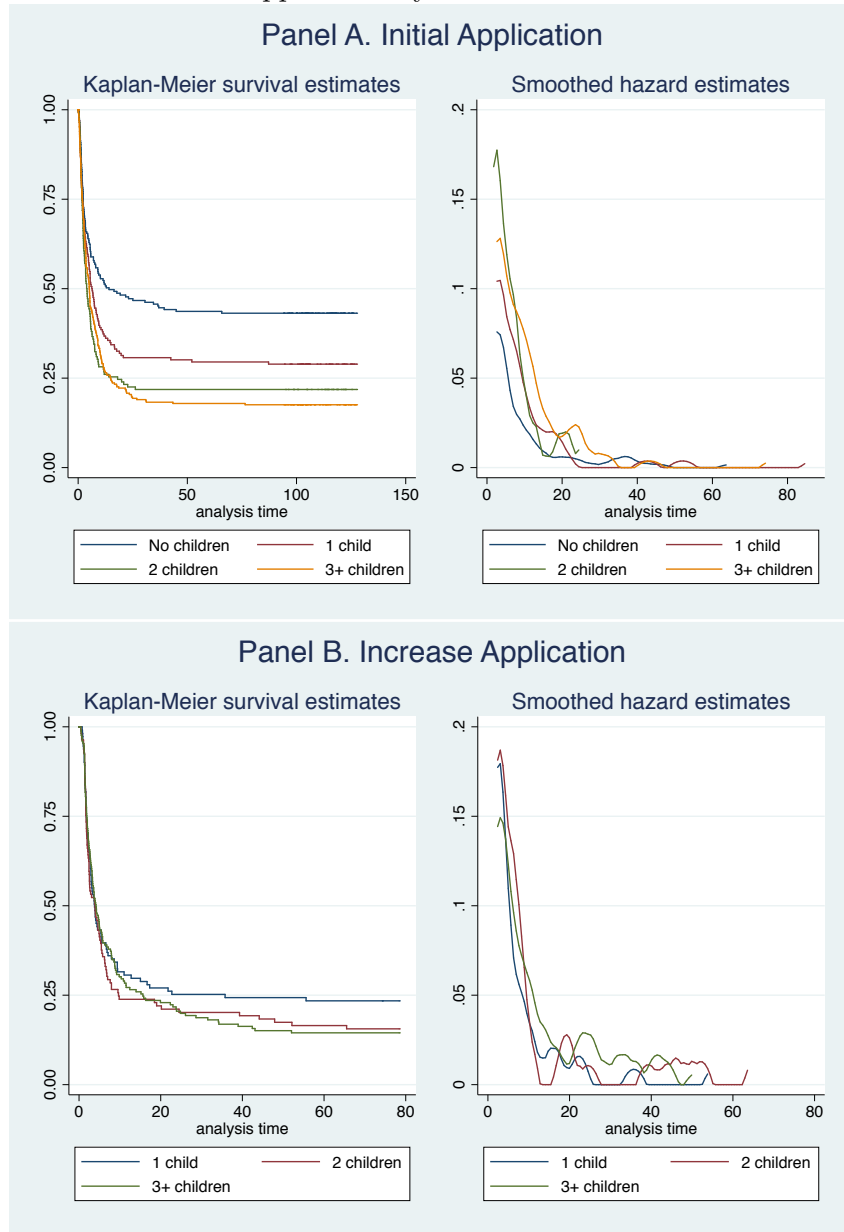 Panel A. Initial Application
Kaplan-Meier survival estimates
1.00
0.75
0.50
0.25
0.00
0 50 100 150
analysis time
No children 1 child
2 children 3+ children
Smoothed hazard estimates
.2
.15
.1
.05
0
0 20 40 60 80
analysis time
No children 1 child
2 children 3+ children
Panel B. Increase Application
Kaplan-Meier survival estimates
1.00
0.75
0.50
0.25
0.00
0 20 40 60 80
analysis time
1 child 2 children
3+ children
Smoothed hazard estimates
.2
.15
.1
.05
0
0 20 40 60 80
analysis time
1 child 2 children
3+ children